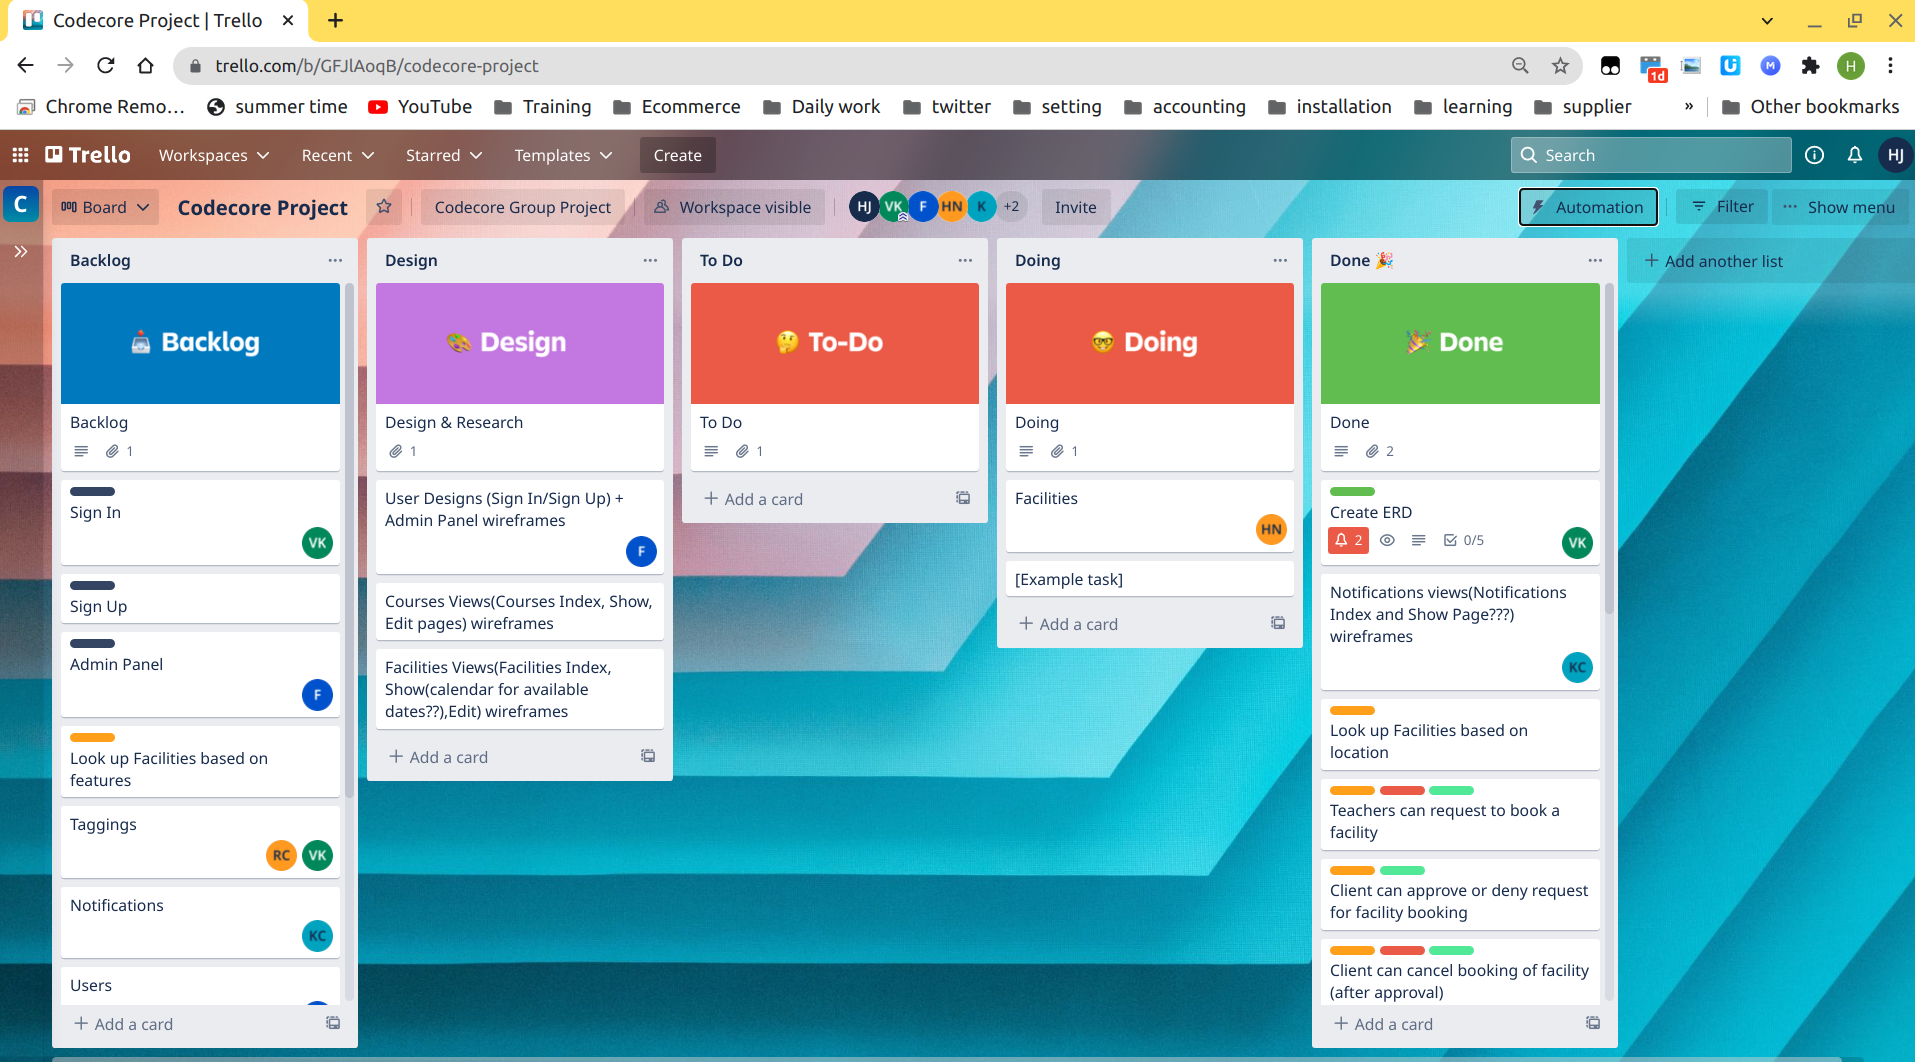 Codecore Project | Trello
trello.com/b/GFJlAoqB/codecore-project
1d
M
H
Chrome Remo...
summer time
YouTube
Training
Ecommerce
Daily work
twitter
setting
accounting
installation
learning
supplier
»
Other bookmarks
Trello
Workspaces
Recent
Starred
Templates
Create
Search
HJ
C
Board
Codecore Project
Codecore Group Project
Workspace visible
HJ
VK
F
HN
K
+2
Invite
Automation
Filter
Show menu
Backlog
Backlog
Backlog
1
Sign In
VK
Sign Up
Admin Panel
F
Look up Facilities based on
features
Taggings
RC VK
Notifications
KC
Users
+ Add a card
Design
Design
Design & Research
1
User Designs (Sign In/Sign Up) +
Admin Panel wireframes
F
Courses Views(Courses Index, Show,
Edit pages) wireframes
Facilities Views(Facilities Index,
Show(calendar for available
dates??),Edit) wireframes
+ Add a card
To Do
To-Do
To Do
1
+ Add a card
Doing
Doing
Doing
1
Facilities
HN
[Example task]
+ Add a card
Done 🎉
Done
Done
2
Create ERD
2
0/5
VK
Notifications views(Notifications
Index and Show Page???)
wireframes
KC
Look up Facilities based on
location
Teachers can request to book a
facility
Client can approve or deny request
for facility booking
Client can cancel booking of facility
(after approval)
+ Add a card
+ Add another list